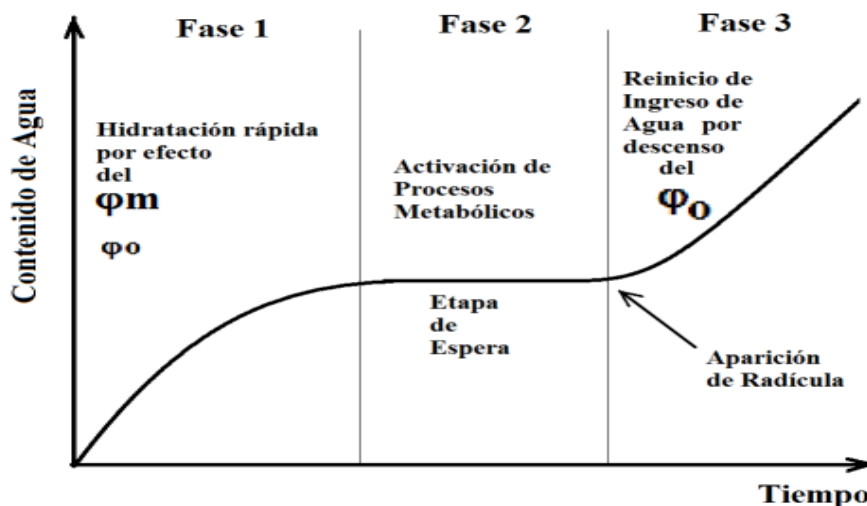 Fase 1
Fase 2
Fase 3
Contenido de Agua
Hidratación rápida
por efecto
del
φm
φo
Activación de
Procesos
Metabólicos
Etapa
de
Espera
Reinicio de
Ingreso de
Agua por
descenso
del
φo
Aparición
de Radícula
Tiempo